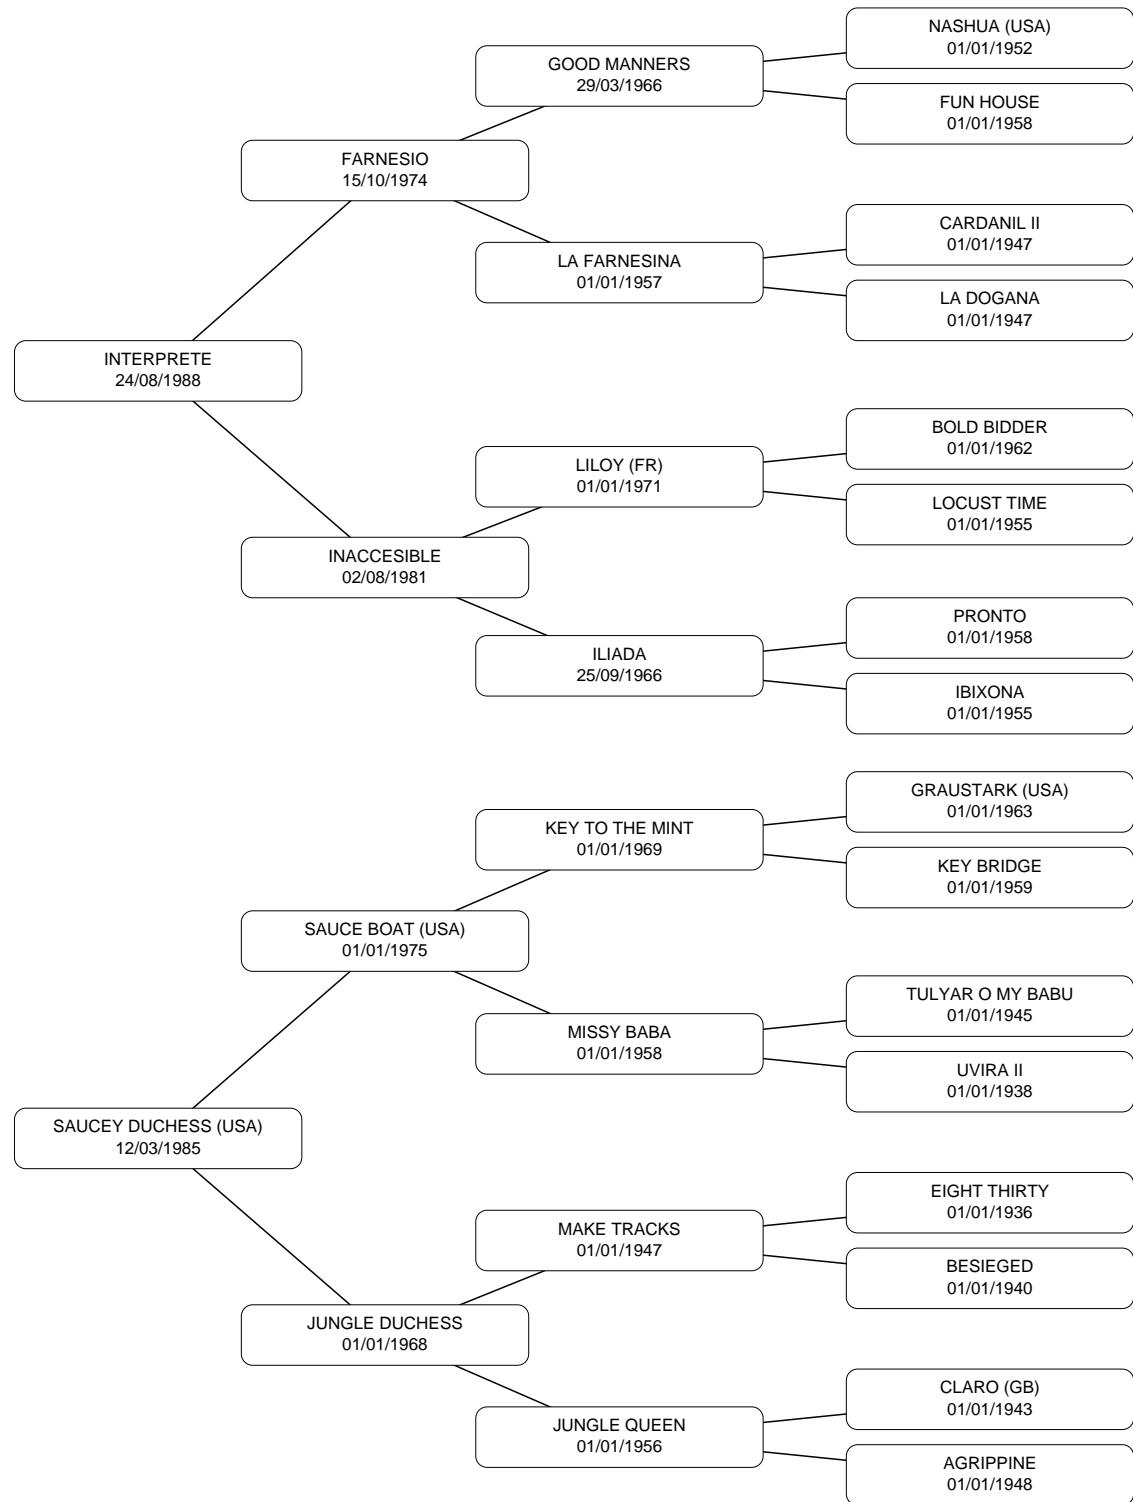 NASHUA (USA)
01/01/1952
GOOD MANNERS
29/03/1966
FUN HOUSE
01/01/1958
FARNESIO
15/10/1974
CARDANIL II
01/01/1947
LA FARNESINA
01/01/1957
LA DOGANA
01/01/1947
INTERPRETE
24/08/1988
BOLD BIDDER
01/01/1962
LILOY (FR)
01/01/1971
LOCUST TIME
01/01/1955
INACCESIBLE
02/08/1981
PRONTO
01/01/1958
ILIADA
25/09/1966
IBIXONA
01/01/1955
GRAUSTARK (USA)
01/01/1963
KEY TO THE MINT
01/01/1969
KEY BRIDGE
01/01/1959
SAUCE BOAT (USA)
01/01/1975
TULYAR O MY BABU
01/01/1945
MISSY BABA
01/01/1958
UVIRA II
01/01/1938
SAUCEY DUCHESS (USA)
12/03/1985
EIGHT THIRTY
01/01/1936
MAKE TRACKS
01/01/1947
BESIEGED
01/01/1940
JUNGLE DUCHESS
01/01/1968
CLARO (GB)
01/01/1943
JUNGLE QUEEN
01/01/1956
AGRIPPINE
01/01/1948